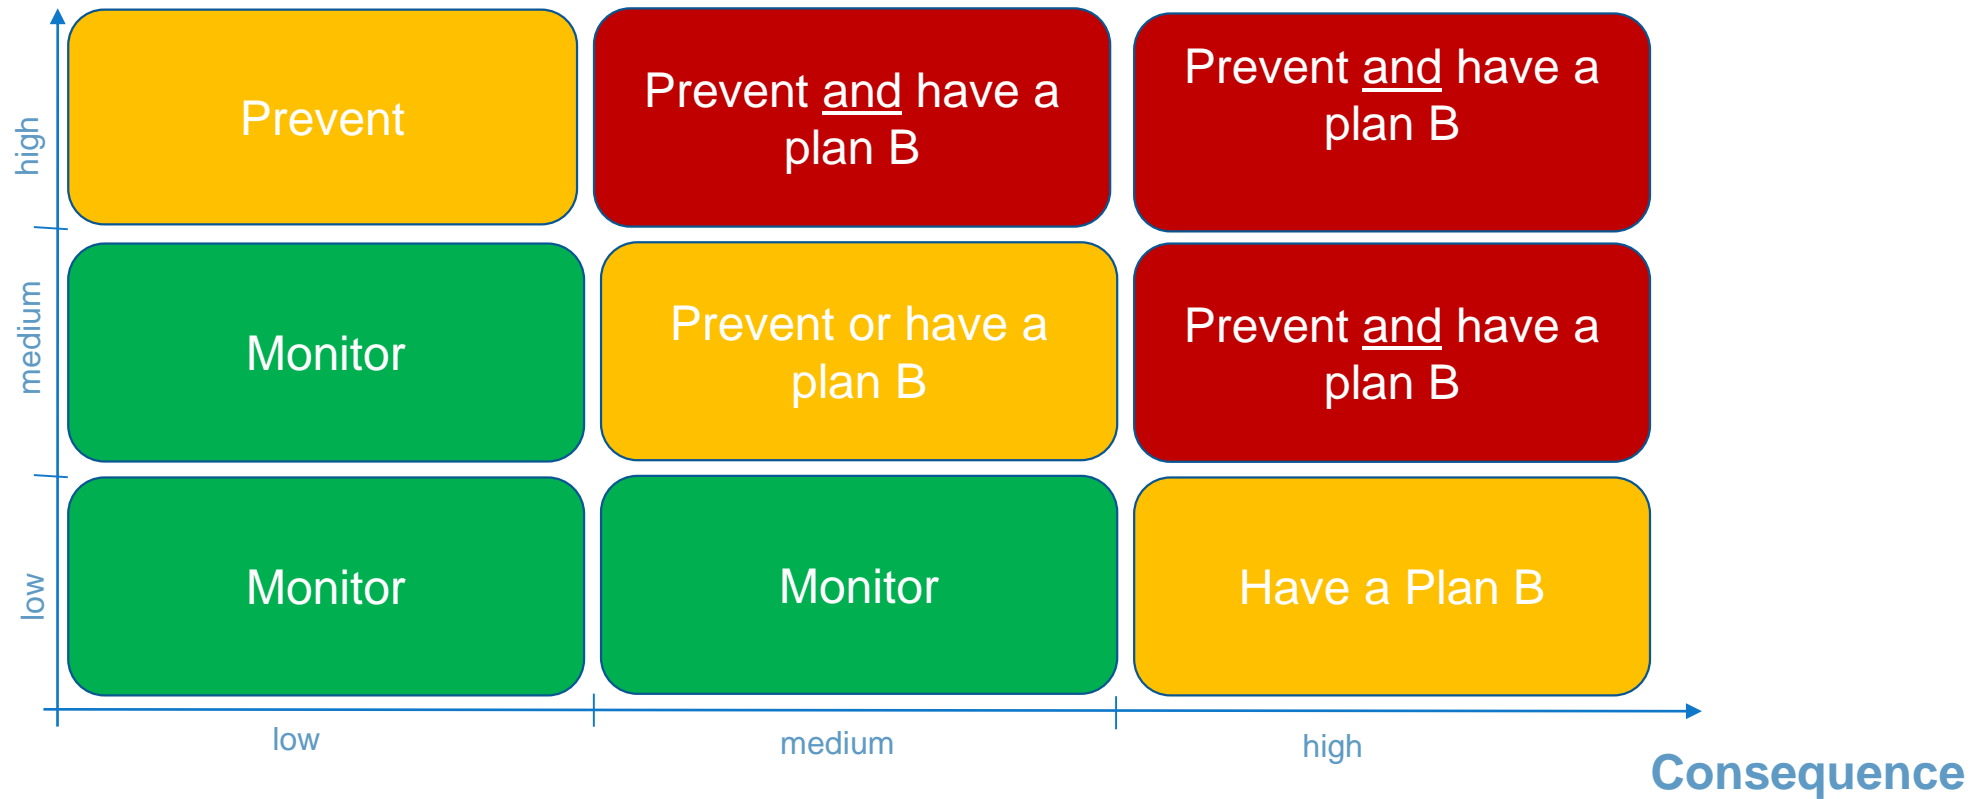 high
Prevent
Prevent and have a
plan B
Prevent and have a
plan B
medium
Monitor
Prevent or have a
plan B
Prevent and have a
plan B
low
Monitor
Monitor
Have a Plan B
low
medium
high
Consequence